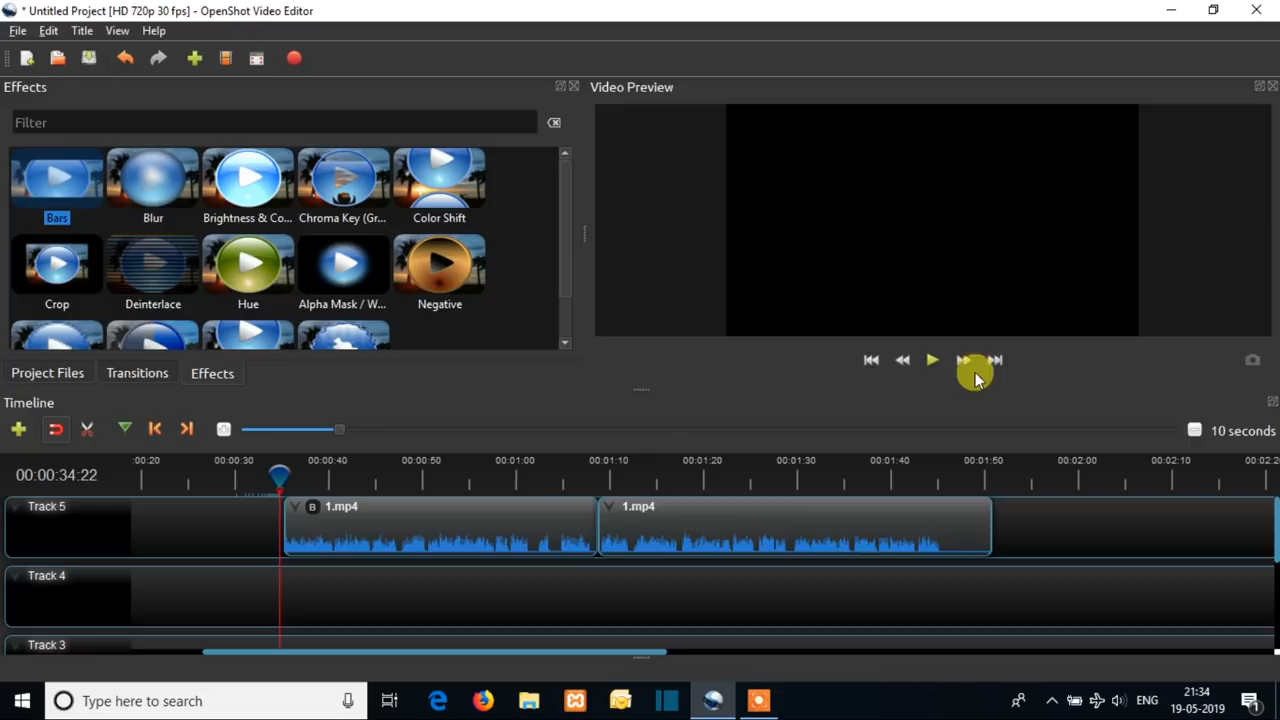 * Untitled Project [HD 720p 30 fps] - OpenShot Video Editor
File Edit Title View Help
Effects
Video Preview
Filter
Bars Blur Brightness & Co... Chroma Key (Gr... Color Shift
Crop Deinterlace Hue Alpha Mask / W... Negative
Project Files Transitions Effects
Timeline
10 seconds
00:00:34:22
:00:20 00:00:30 00:00:40 00:00:50 00:01:00 00:01:10 00:01:20 00:01:30 00:01:40 00:01:50 00:02:00 00:02:10 00:02:2
Track 5 B 1.mp4 1.mp4
Track 4
Track 3
Type here to search
ENG
21:34
19-05-2019
1